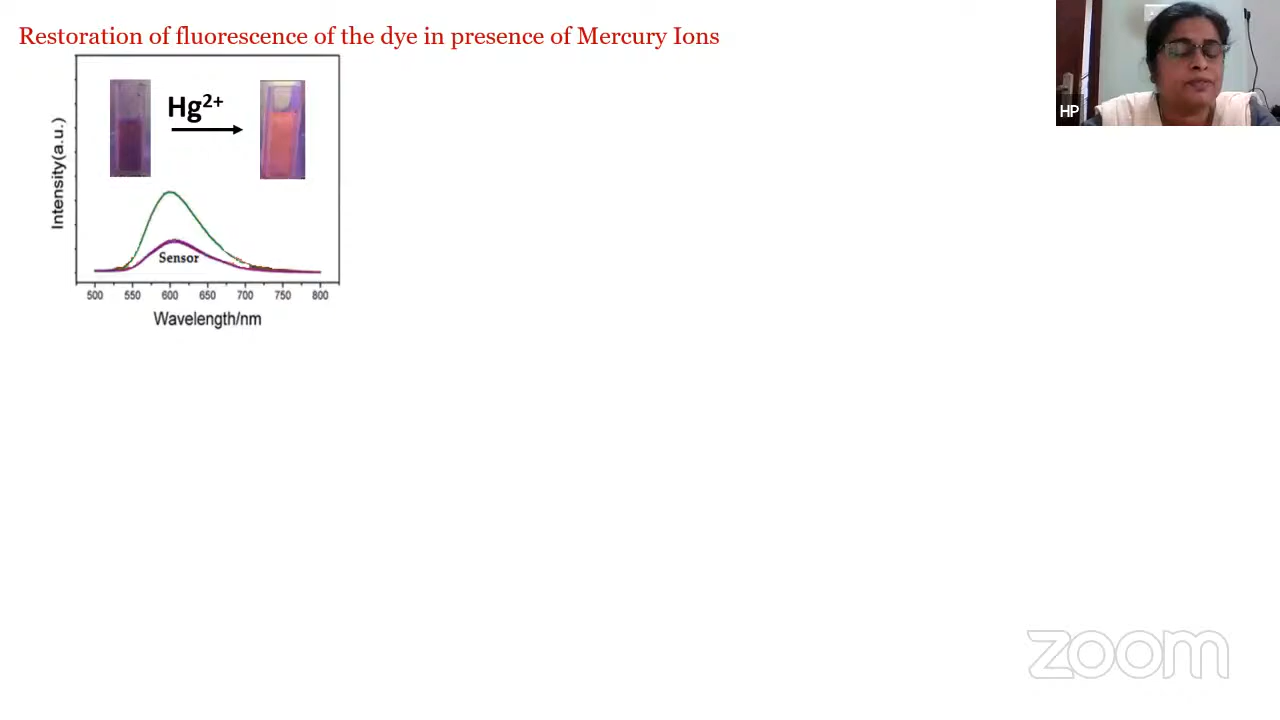 Restoration of fluorescence of the dye in presence of Mercury Ions
HP
Hg2+
Intensity(a.u.)
Sensor
500 550 600 650 700 750 800
Wavelength/nm
zoom